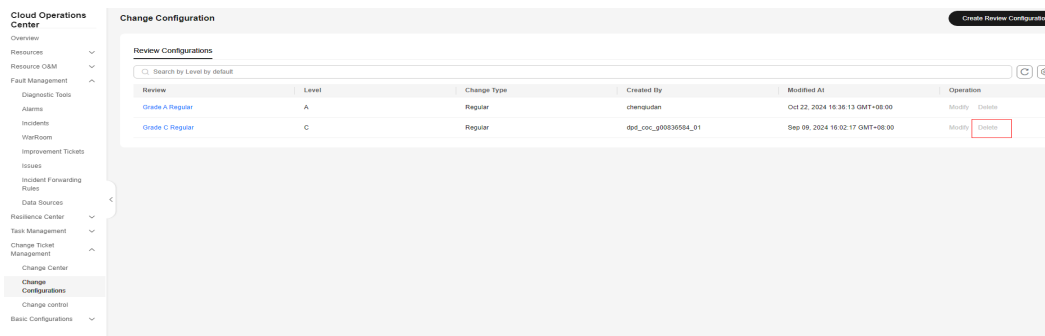 Cloud Operations
Center
Overview
Resources
Resource O&M
Fault Management
Diagnostic Tools
Alarms
Incidents
WarRoom
Improvement Tickets
Issues
Incident Forwarding
Rules
Data Sources
Resilience Center
Task Management
Change Ticket
Management
Change Center
Change
Configurations
Change control
Basic Configurations
Change Configuration
Create Review Configuratio
Review Configurations
Search by Level by default
Review Level Change Type Created By Modified At Operation
Grade A Regular A Regular chenqiudan Oct 22, 2024 16:36:13 GMT+08:00 Modify Delete
Grade C Regular C Regular dpd_coc_g00836584_01 Sep 09, 2024 16:02:17 GMT+08:00 Modify Delete